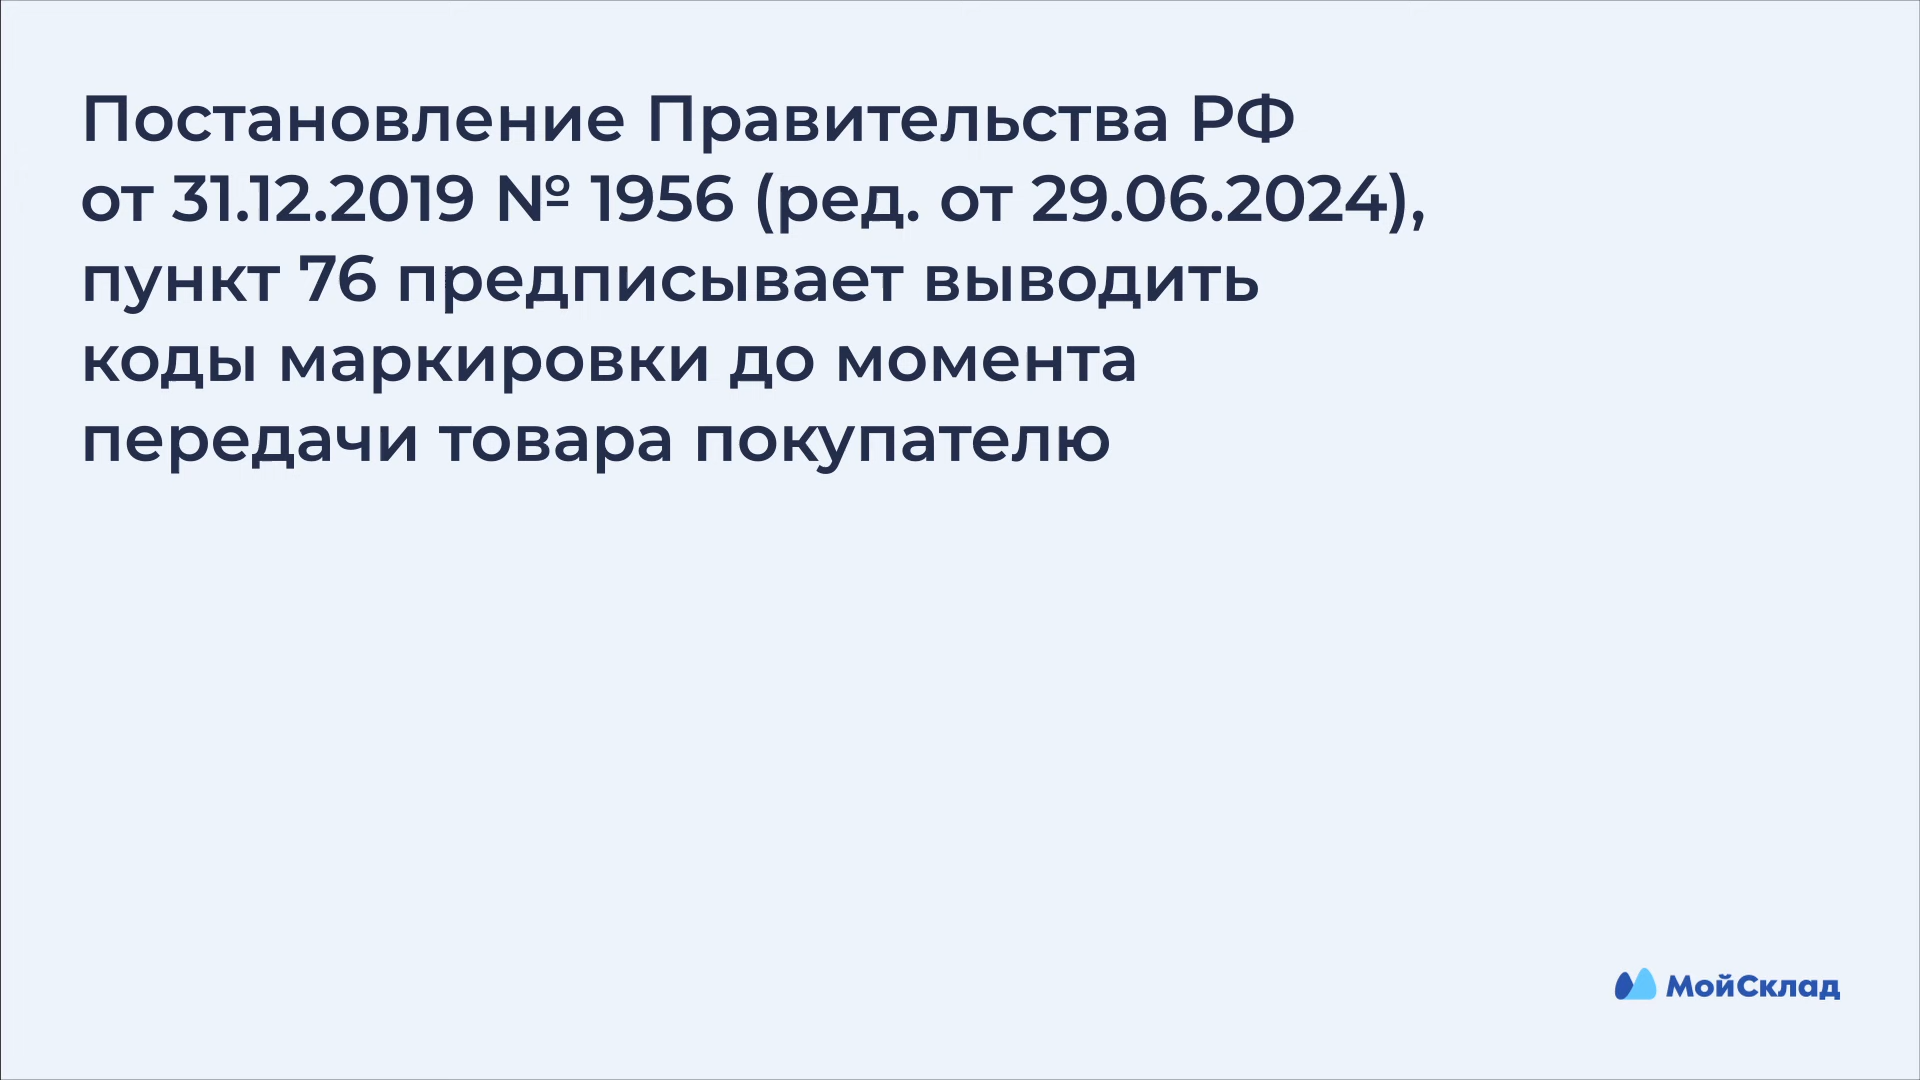 Постановление Правительства РФ
от 31.12.2019 № 1956 (ред. от 29.06.2024),
пункт 76 предписывает выводить
коды маркировки до момента
передачи товара покупателю
МойСклад